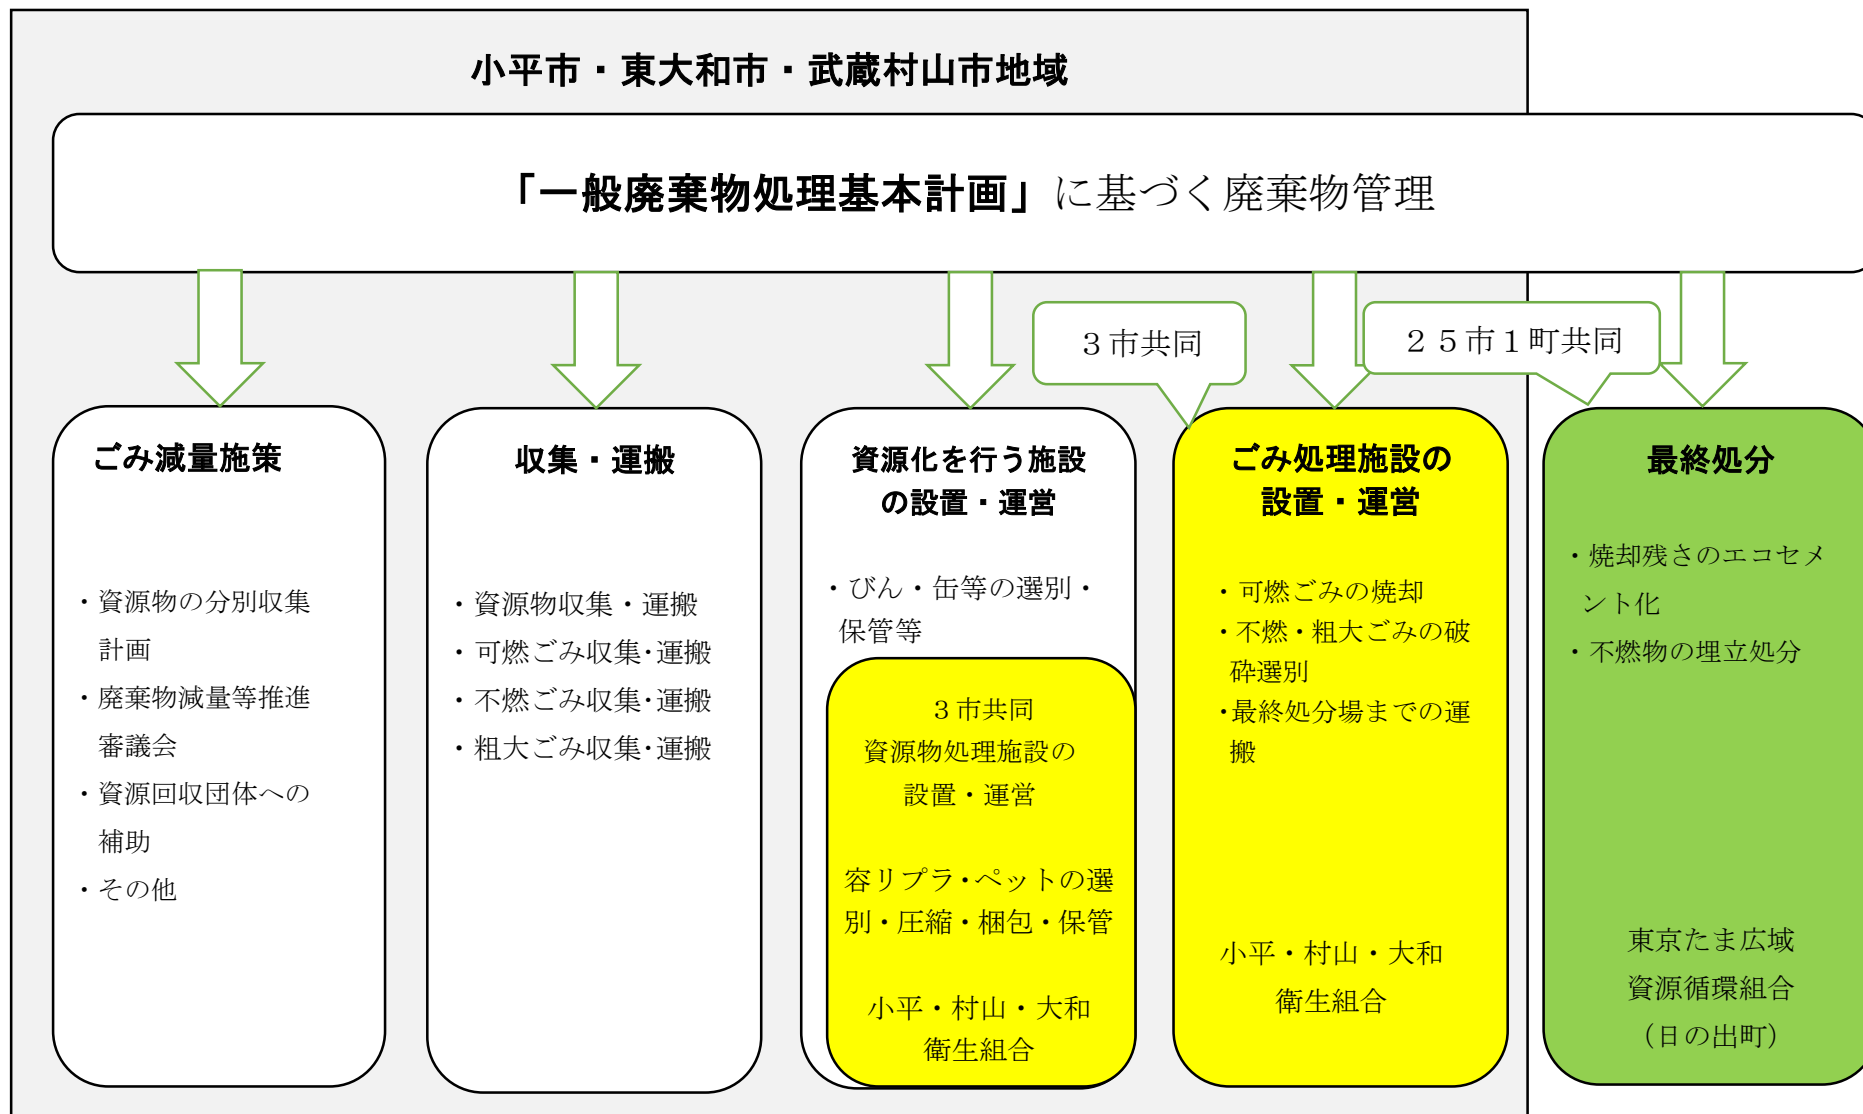 小平市・東大和市・武蔵村山市地域
「一般廃棄物処理基本計画」に基づく廃棄物管理
３市共同
２５市１町共同
ごみ減量施策
・資源物の分別収集
計画
・廃棄物減量等推進
審議会
・資源回収団体への
補助
・その他
収集・運搬
・資源物収集・運搬
・可燃ごみ収集･運搬
・不燃ごみ収集･運搬
・粗大ごみ収集･運搬
資源化を行う施設
の設置・運営
・びん・缶等の選別・
保管等
３市共同
資源物処理施設の
設置・運営
容リプラ･ペットの選
別・圧縮・梱包・保管
小平・村山・大和
衛生組合
ごみ処理施設の
設置・運営
・可燃ごみの焼却
・不燃・粗大ごみの破
砕選別
・最終処分場までの運
搬
小平・村山・大和
衛生組合
最終処分
・焼却残さのエコセメ
ント化
・不燃物の埋立処分
東京たま広域
資源循環組合
（日の出町）